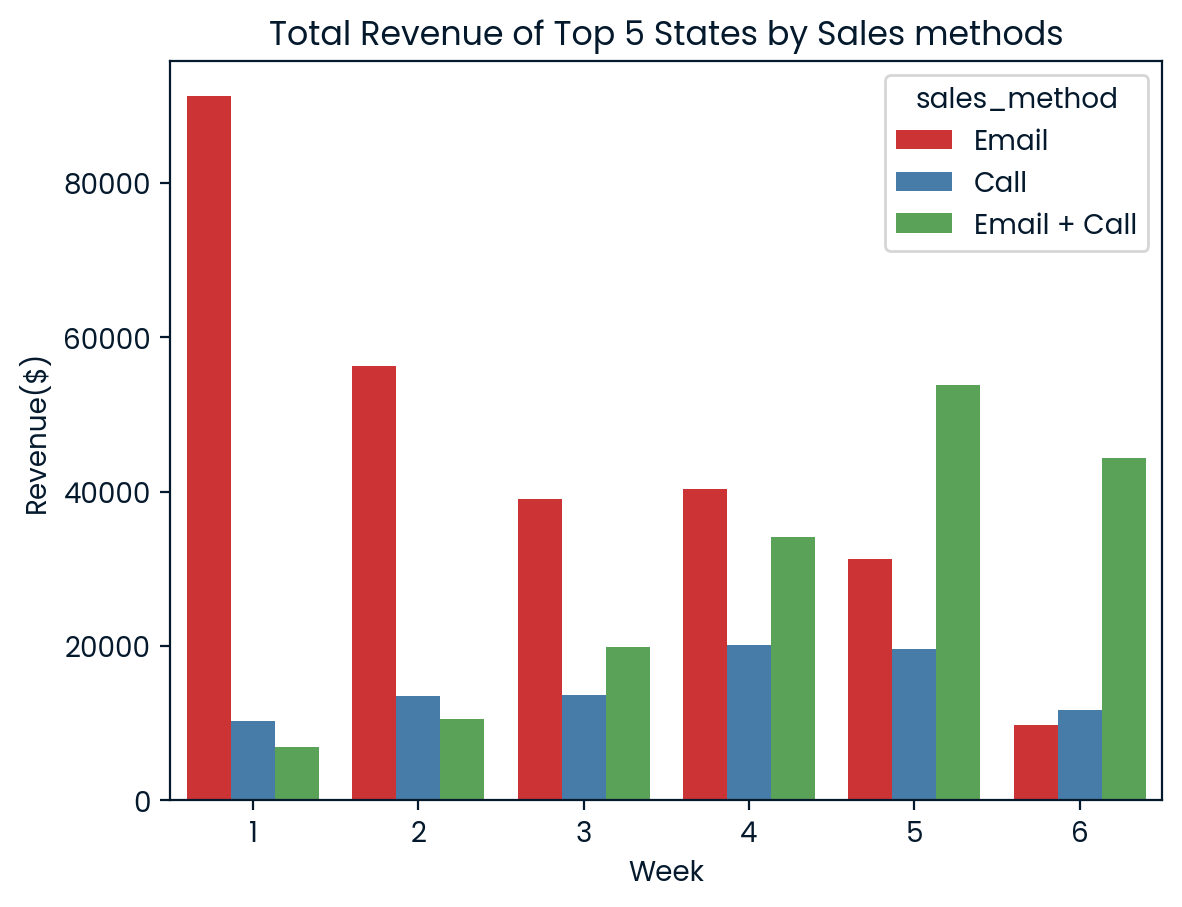 Total Revenue of Top 5 States by Sales methods
sales_method
Email
Call
Email + Call
Revenue($)
80000
60000
40000
20000
0
1 2 3 4 5 6
Week